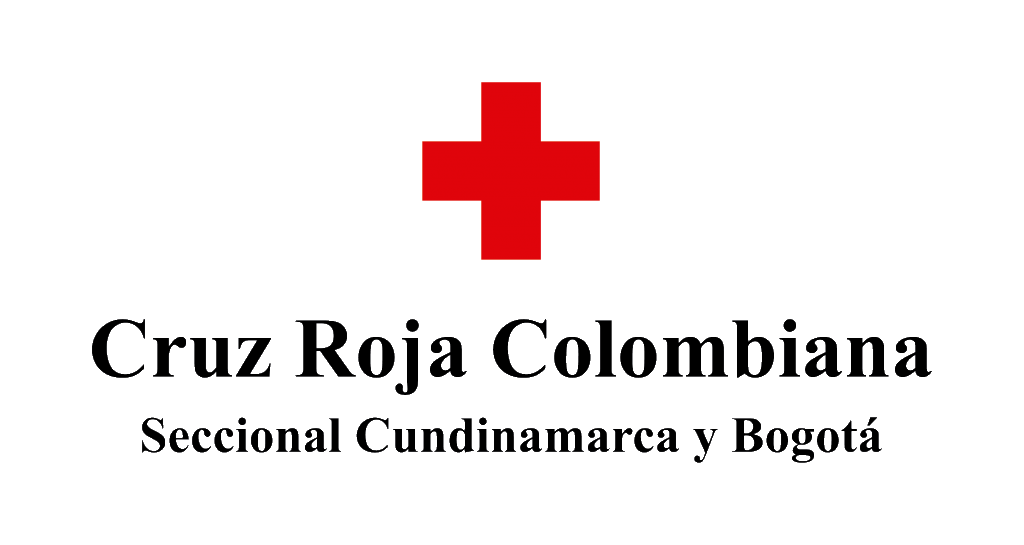 Cruz Roja Colombiana
Seccional Cundinamarca y Bogotá